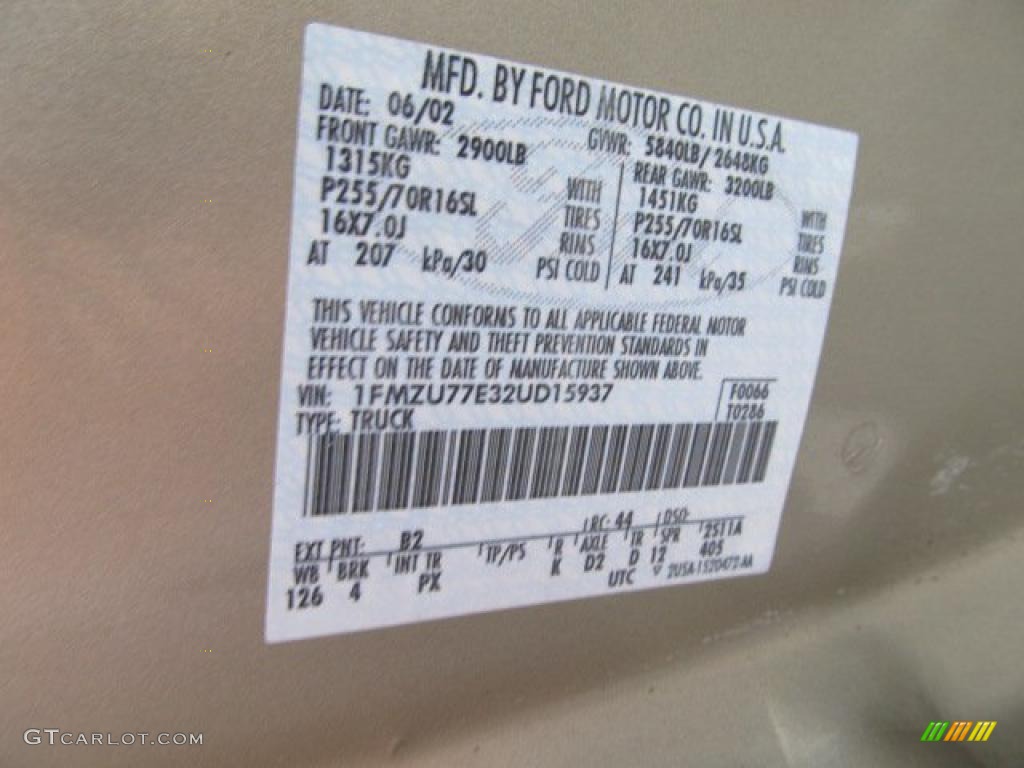 MFD. BY FORD MOTOR CO. IN U.S.A.
DATE: 06/02 GVWR: 5840LB/ 2648KG
FRONT GAWR: 2900LB REAR GAWR: 3200LB
1315KG WITH 1451KG WITH
P255/70R16SL TIRES P255/70R16SL TIRES
16X7.0J RIMS 16X7.0J RIMS
AT 207 kPa/30 PSI COLD AT 241 kPa/35 PSI COLD
THIS VEHICLE CONFORMS TO ALL APPLICABLE FEDERAL MOTOR
VEHICLE SAFETY AND THEFT PREVENTION STANDARDS IN
EFFECT ON THE DATE OF MANUFACTURE SHOWN ABOVE.
VIN: 1FMZU77E32UD15937 F0066
TYPE: TRUCK T0286
EXT PNT: B2 RC: 44 DSO:
WB BRK INT TR TP/PS R AXLE TR SPR 2511A
126 4 PX K D2 D 12 405
UTC 2U5A-1520472-AA
GTCARLOT.COM